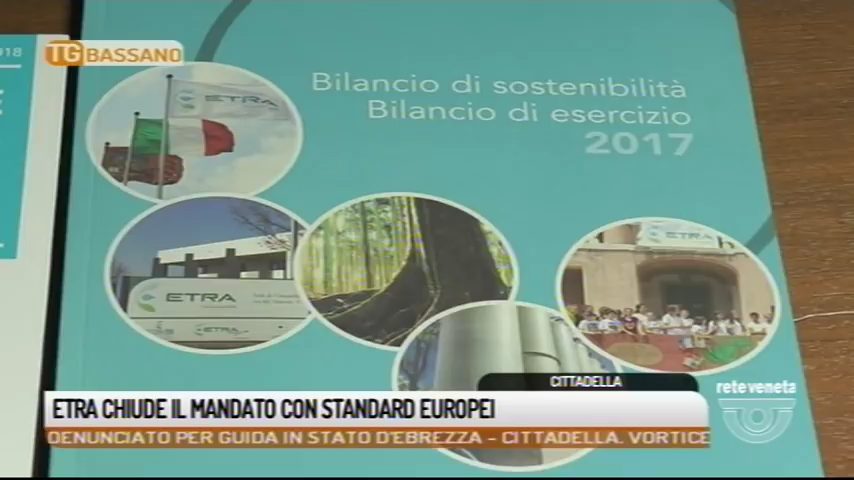 918
TG BASSANO
Bilancio di sostenibilità
Bilancio di esercizio
2017
ETRA
ETRA
ETRA
ETRA
CITTADELLA
rete veneta
ETRA CHIUDE IL MANDATO CON STANDARD EUROPEI
DENUNCIATO PER GUIDA IN STATO D'EBREZZA - CITTADELLA. VORTICE